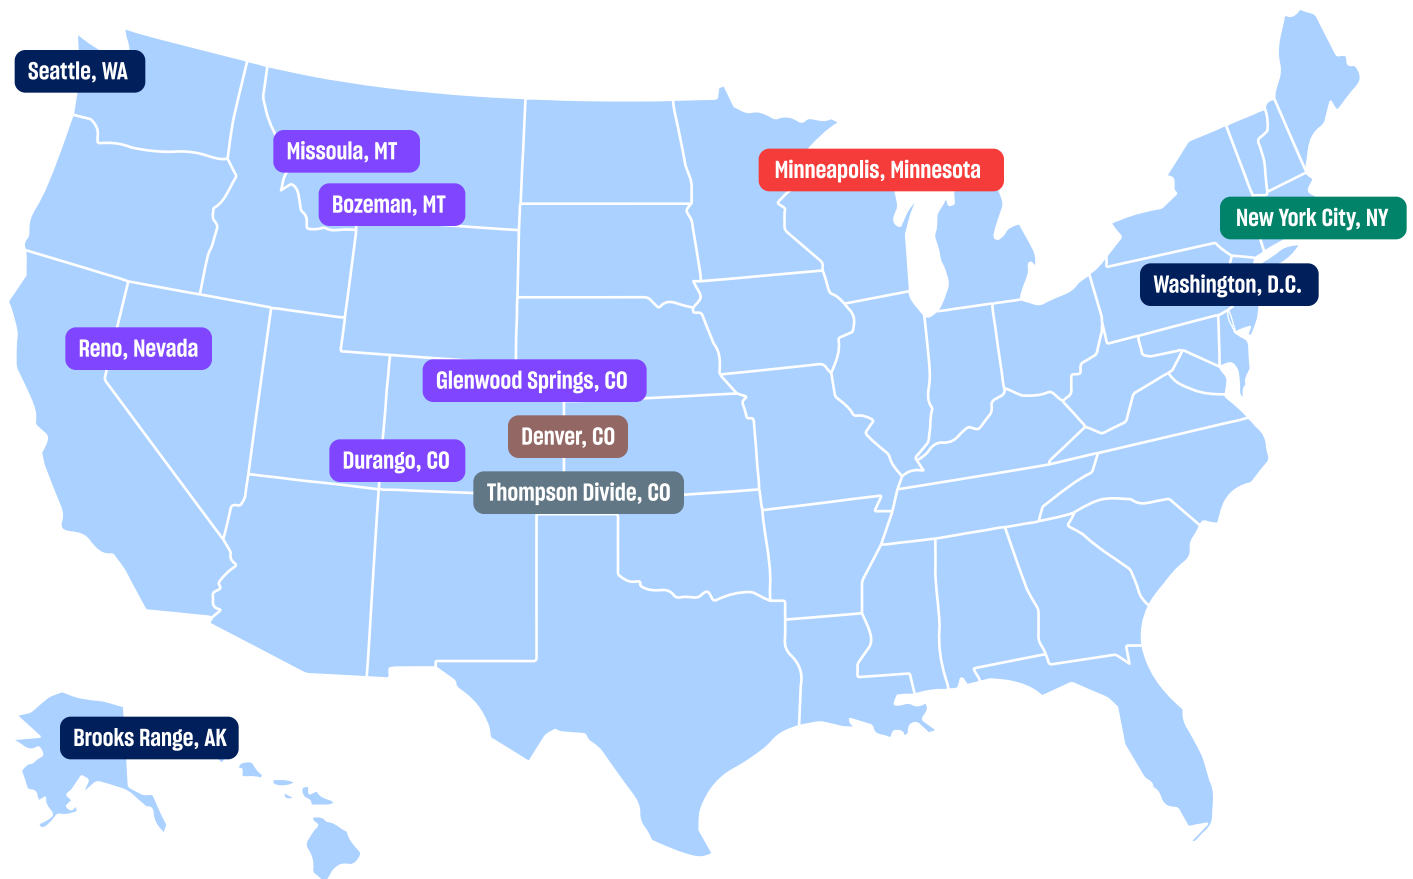 Seattle, WA
Missoula, MT
Minneapolis, Minnesota
Bozeman, MT
New York City, NY
Washington, D.C.
Reno, Nevada
Glenwood Springs, CO
Denver, CO
Durango, CO
Thompson Divide, CO
Brooks Range, AK